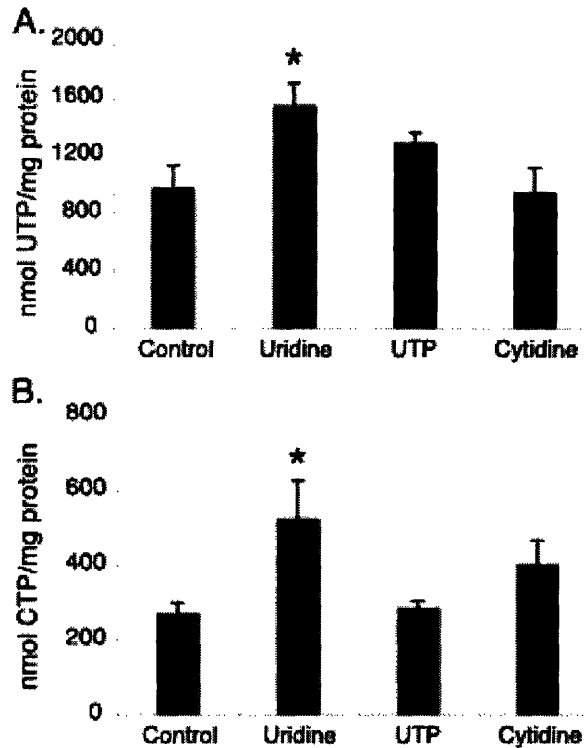 A.
nmol UTP/mg protein
2000
1600
1200
800
400
0
*
Control Uridine UTP Cytidine
B.
nmol CTP/mg protein
800
600
400
200
0
*
Control Uridine UTP Cytidine